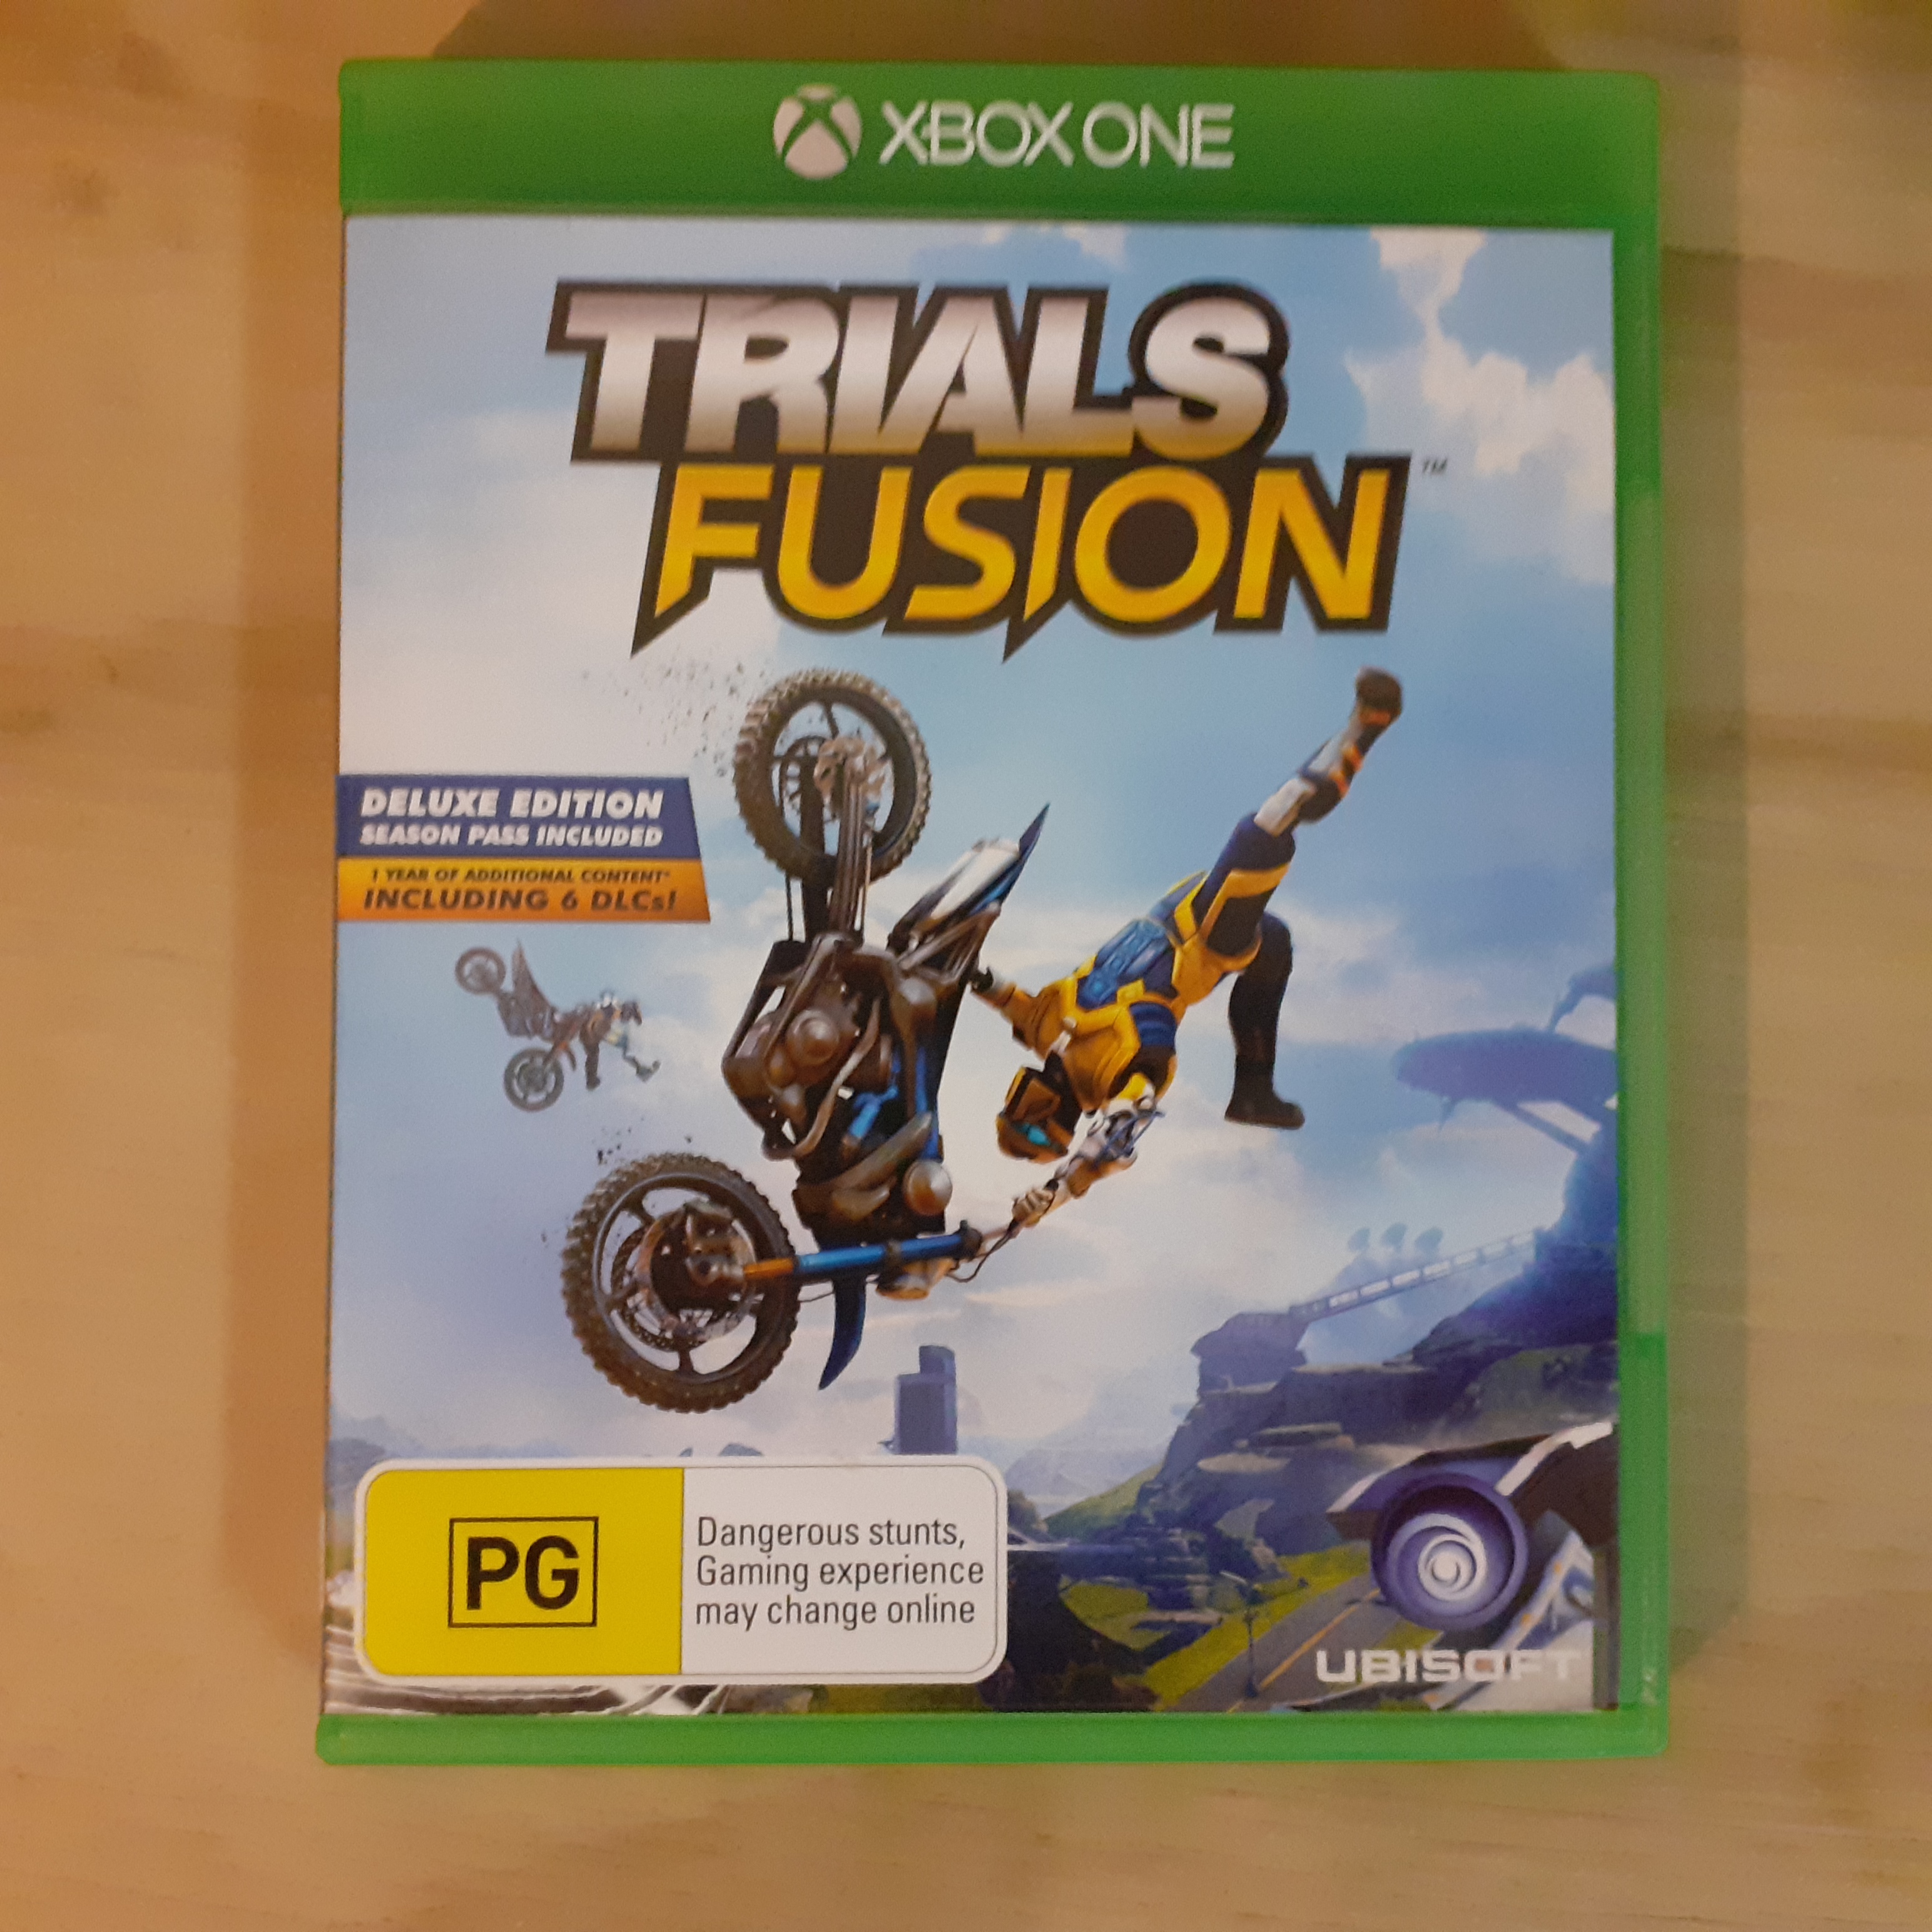 XBOX ONE
TRIALS
FUSION™
DELUXE EDITION
SEASON PASS INCLUDED
1 YEAR OF ADDITIONAL CONTENT*
INCLUDING 6 DLCs!
PG
Dangerous stunts,
Gaming experience
may change online
UBISOFT